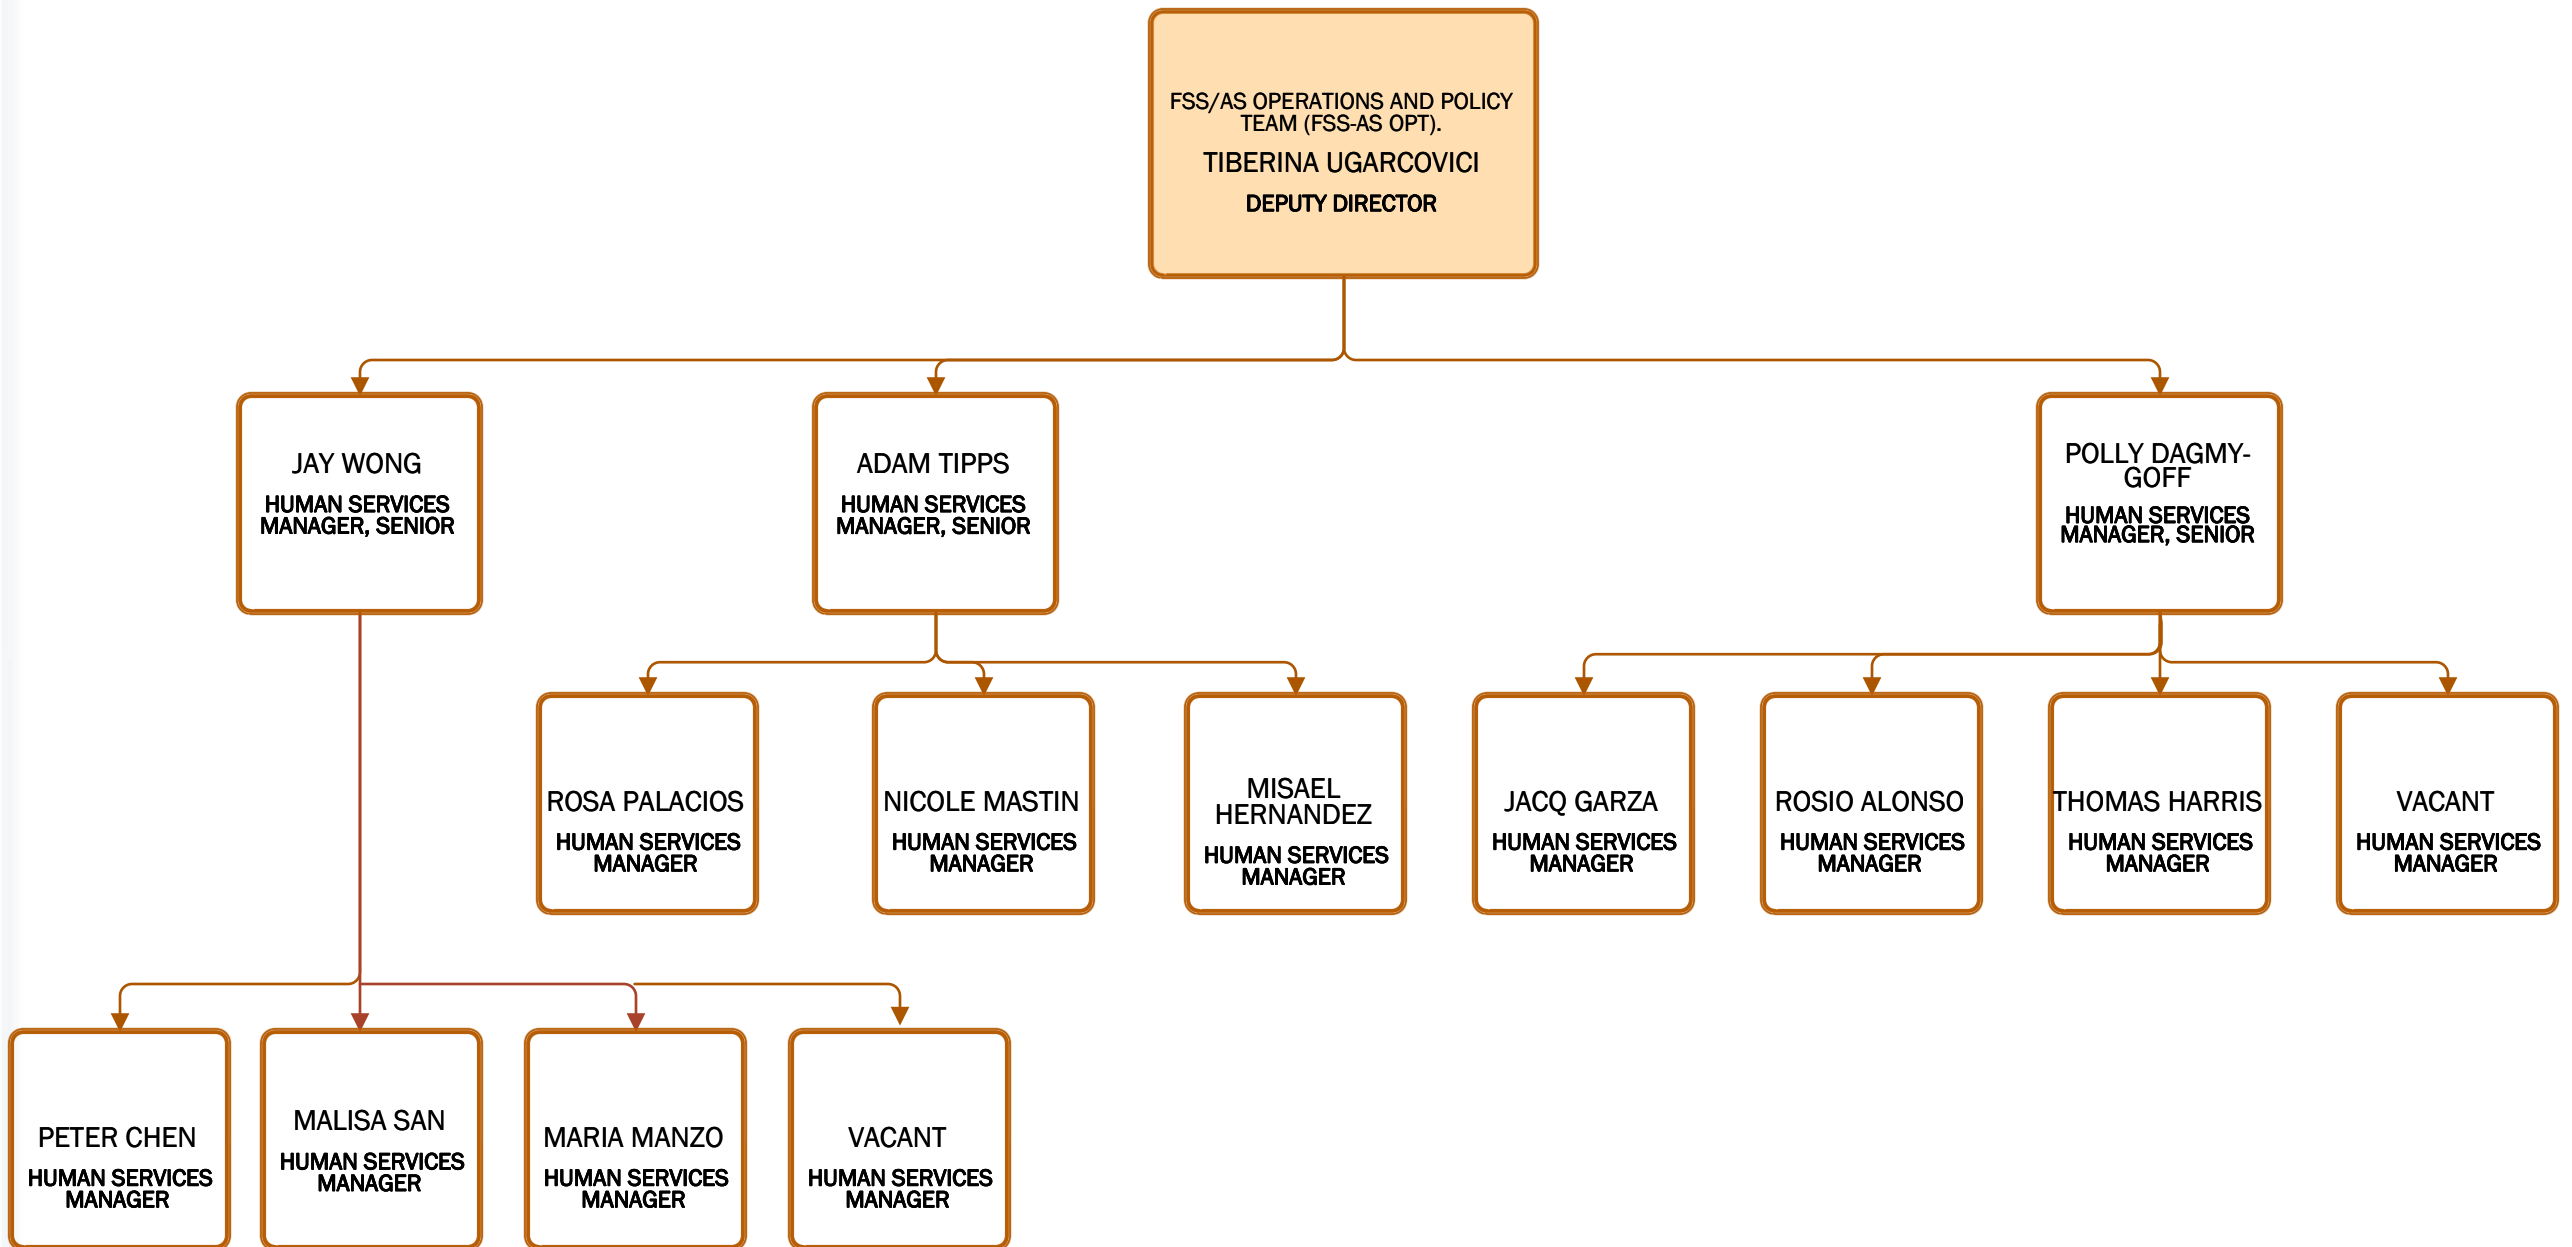 FSS/AS OPERATIONS AND POLICY
TEAM (FSS-AS OPT).
TIBERINA UGARCOVICI
DEPUTY DIRECTOR
JAY WONG
HUMAN SERVICES
MANAGER, SENIOR
ADAM TIPPS
HUMAN SERVICES
MANAGER, SENIOR
POLLY DAGMY-
GOFF
HUMAN SERVICES
MANAGER, SENIOR
ROSA PALACIOS
HUMAN SERVICES
MANAGER
NICOLE MASTIN
HUMAN SERVICES
MANAGER
MISAEL
HERNANDEZ
HUMAN SERVICES
MANAGER
JACQ GARZA
HUMAN SERVICES
MANAGER
ROSIO ALONSO
HUMAN SERVICES
MANAGER
THOMAS HARRIS
HUMAN SERVICES
MANAGER
VACANT
HUMAN SERVICES
MANAGER
PETER CHEN
HUMAN SERVICES
MANAGER
MALISA SAN
HUMAN SERVICES
MANAGER
MARIA MANZO
HUMAN SERVICES
MANAGER
VACANT
HUMAN SERVICES
MANAGER